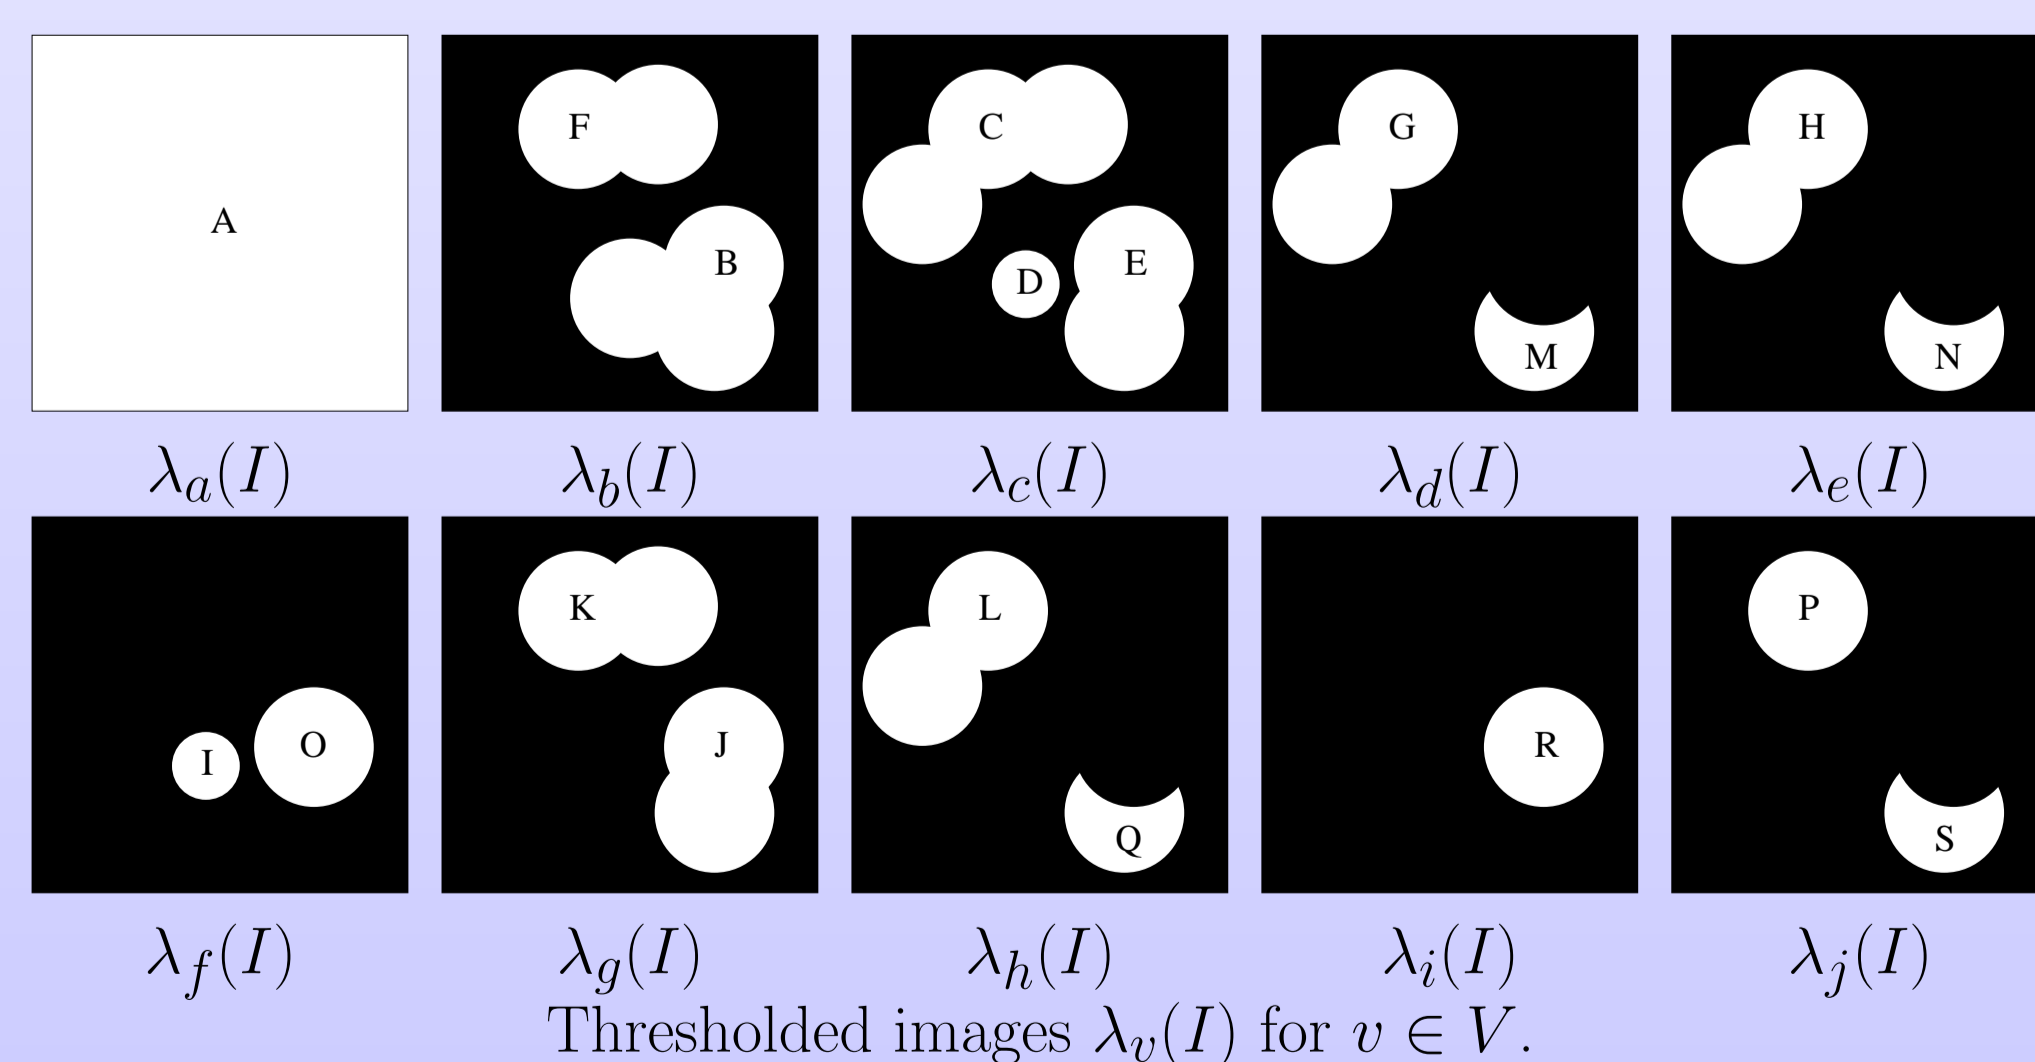 A
F
B
C
D
E
G
M
H
N
λa(I)
λb(I)
λc(I)
λd(I)
λe(I)
I
O
K
J
L
Q
R
P
S
λf(I)
λg(I)
λh(I)
λi(I)
λj(I)
Thresholded images λv(I) for v ∈ V.